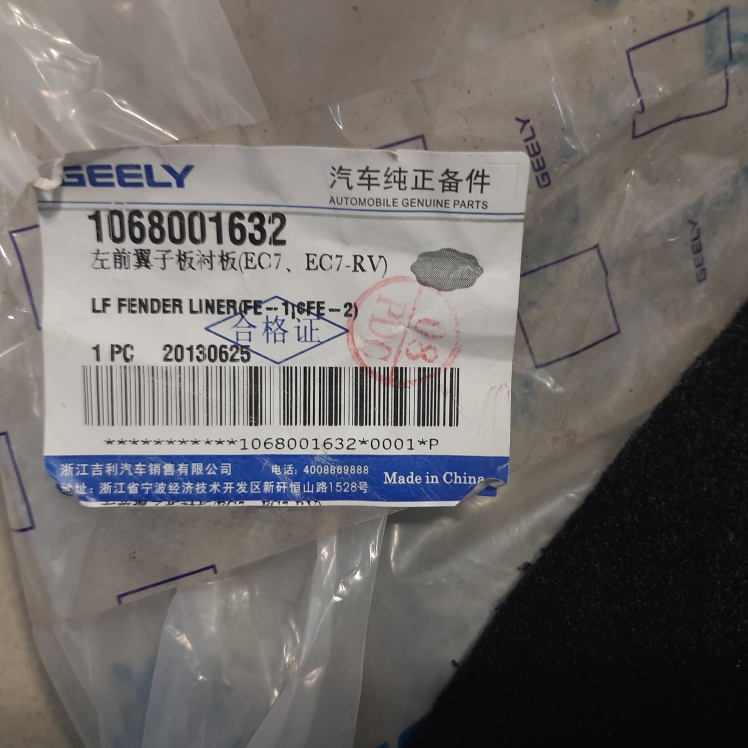 GEELY
汽车纯正备件
AUTOMOBILE GENUINE PARTS
1068001632
左前翼子板衬板(EC7、EC7-RV)
LF FENDER LINER(FE-1,FE-2)
合格证
08
PDC
1 PC 20130625
***********1068001632*0001*P
浙江吉利汽车销售有限公司 电话: 4008869888
地址: 浙江省宁波经济技术开发区新矸恒山路1528号
Made in China
GEELY
GEELY